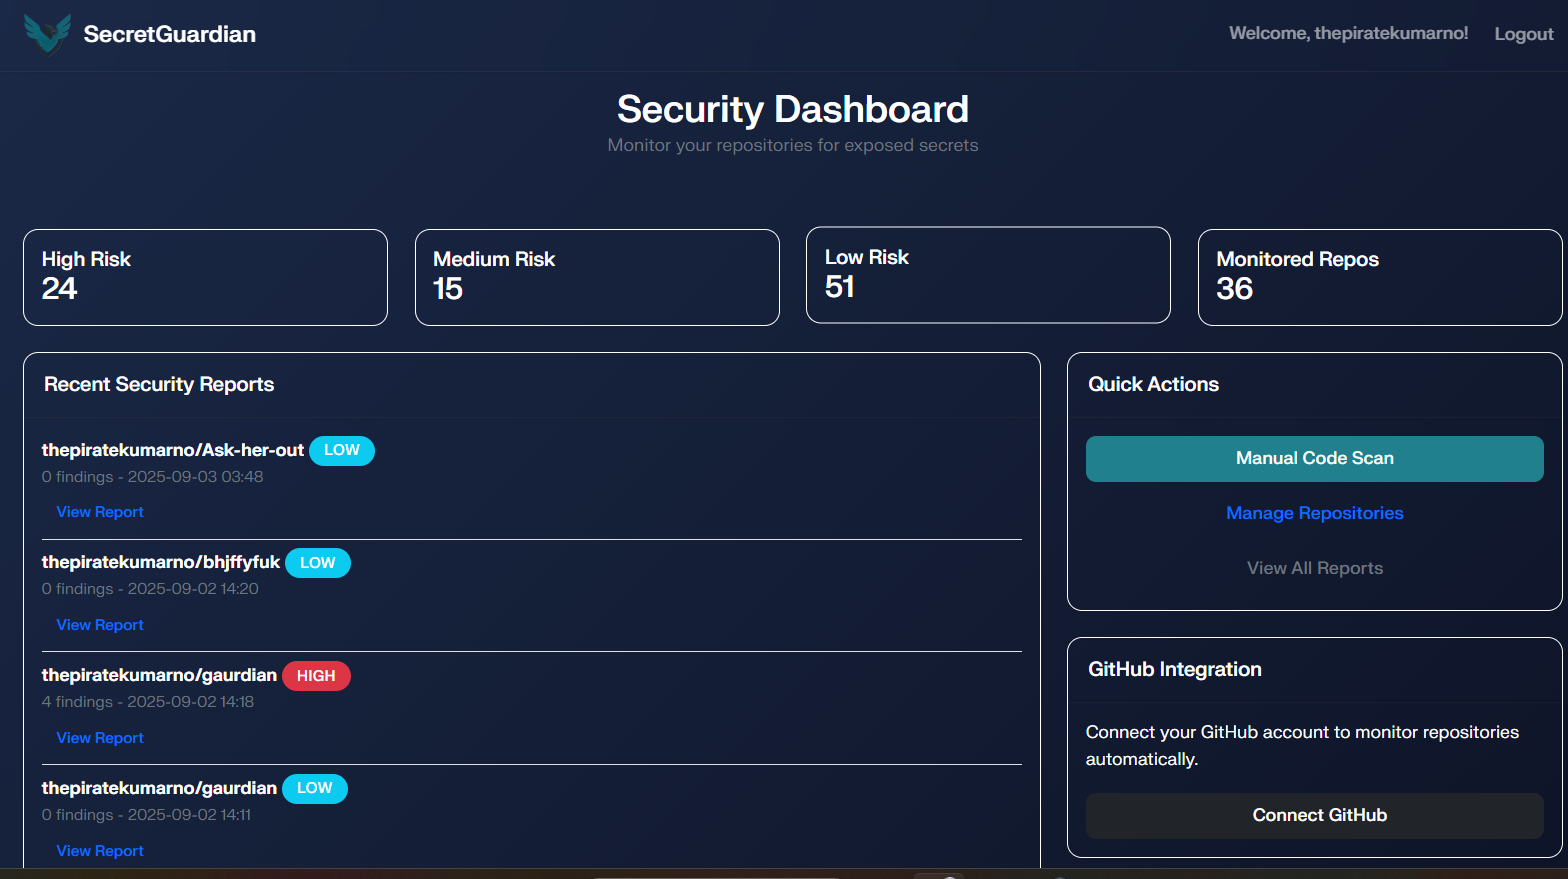 SecretGuardian
Welcome, thepiratekumarno!
Logout
Security Dashboard
Monitor your repositories for exposed secrets
High Risk
24
Medium Risk
15
Low Risk
51
Monitored Repos
36
Recent Security Reports
thepiratekumarno/Ask-her-out LOW
0 findings - 2025-09-03 03:48
View Report
thepiratekumarno/bhjffyfuk LOW
0 findings - 2025-09-02 14:20
View Report
thepiratekumarno/gaurdian HIGH
4 findings - 2025-09-02 14:18
View Report
thepiratekumarno/gaurdian LOW
0 findings - 2025-09-02 14:11
View Report
Quick Actions
Manual Code Scan
Manage Repositories
View All Reports
GitHub Integration
Connect your GitHub account to monitor repositories
automatically.
Connect GitHub